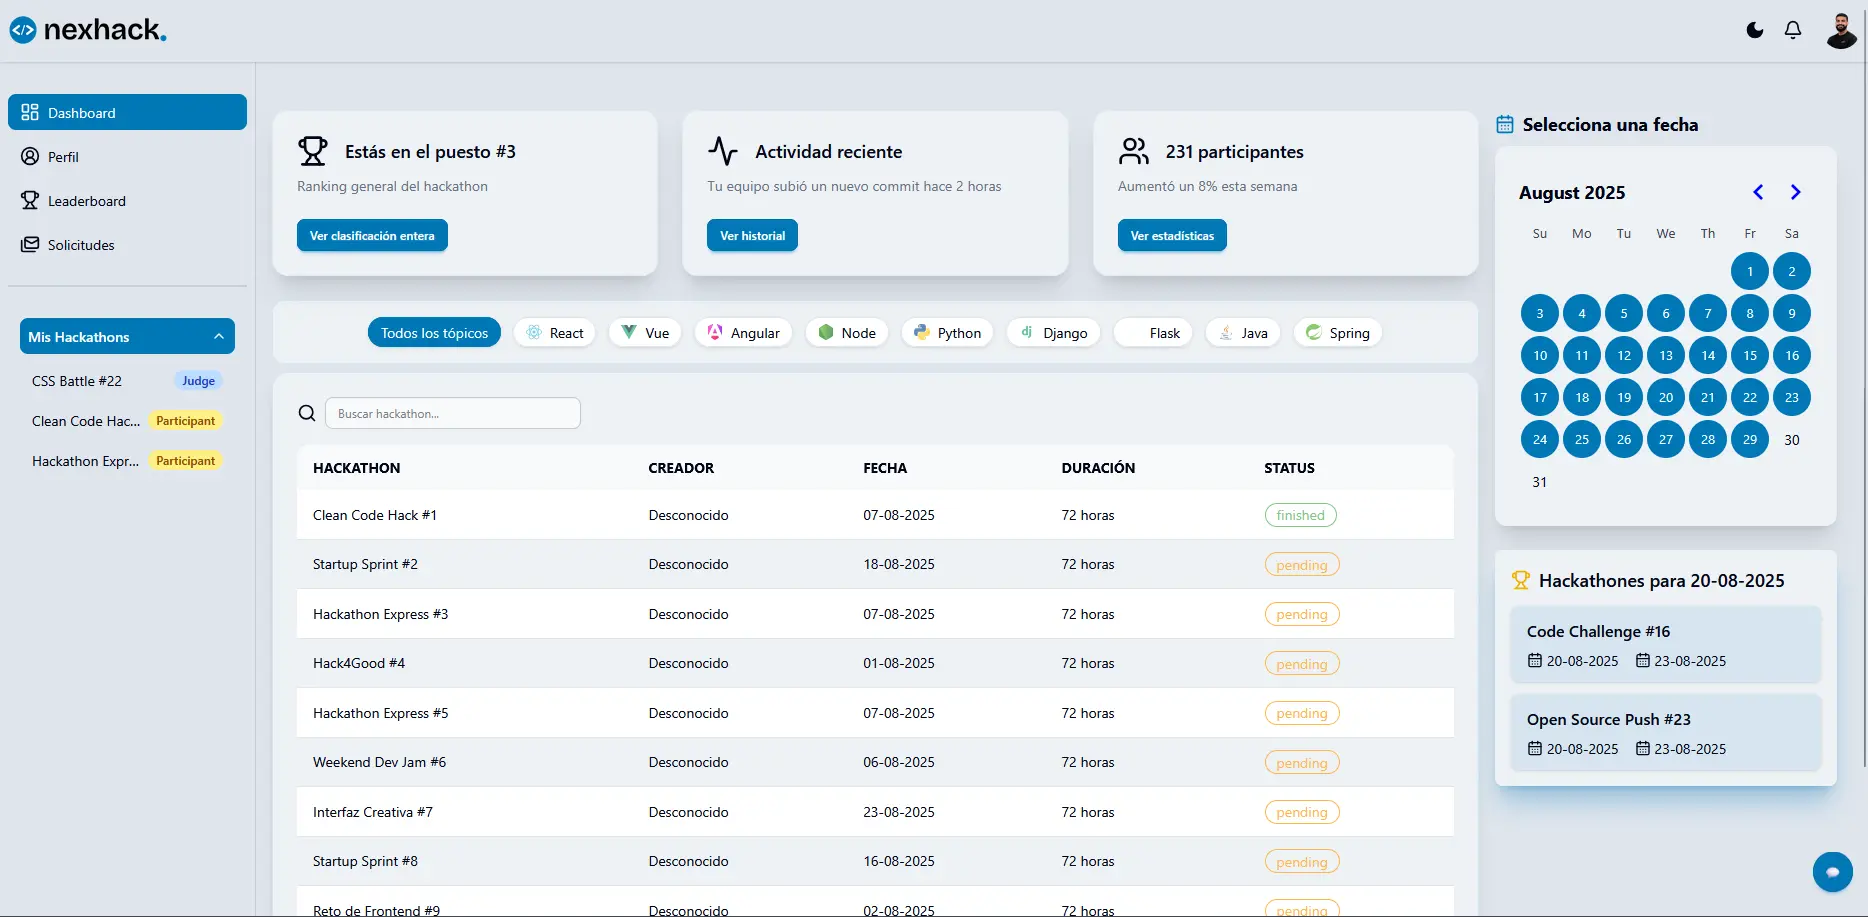 nexhack.
Dashboard
Perfil
Leaderboard
Solicitudes
Mis Hackathons
CSS Battle #22 Judge
Clean Code Hac... Participant
Hackathon Expr... Participant
Estás en el puesto #3
Ranking general del hackathon
Ver clasificación entera
Actividad reciente
Tu equipo subió un nuevo commit hace 2 horas
Ver historial
231 participantes
Aumentó un 8% esta semana
Ver estadísticas
Todos los tópicos React Vue Angular Node Python Django Flask Java Spring
Buscar hackathon...
HACKATHON CREADOR FECHA DURACIÓN STATUS
Clean Code Hack #1 Desconocido 07-08-2025 72 horas finished
Startup Sprint #2 Desconocido 18-08-2025 72 horas pending
Hackathon Express #3 Desconocido 07-08-2025 72 horas pending
Hack4Good #4 Desconocido 01-08-2025 72 horas pending
Hackathon Express #5 Desconocido 07-08-2025 72 horas pending
Weekend Dev Jam #6 Desconocido 06-08-2025 72 horas pending
Interfaz Creativa #7 Desconocido 23-08-2025 72 horas pending
Startup Sprint #8 Desconocido 16-08-2025 72 horas pending
Reto de Frontend #9 Desconocido 02-08-2025 72 horas pending
Selecciona una fecha
August 2025
Su Mo Tu We Th Fr Sa
1 2
3 4 5 6 7 8 9
10 11 12 13 14 15 16
17 18 19 20 21 22 23
24 25 26 27 28 29 30
31
Hackathones para 20-08-2025
Code Challenge #16
20-08-2025 23-08-2025
Open Source Push #23
20-08-2025 23-08-2025